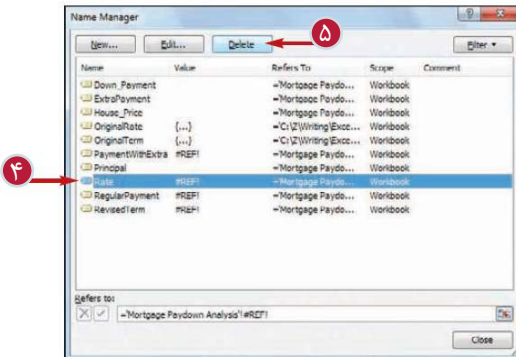 Name Manager
New... Edit... Delete ۵ Filter
Name Value Refers To Scope Comment
Down_Payment ='Mortgage Paydo... Workbook
ExtraPayment ='Mortgage Paydo... Workbook
House_Price ='Mortgage Paydo... Workbook
OriginalRate {...} ='C:\Z\Writing\Exce... Workbook
OriginalTerm {...} ='C:\Z\Writing\Exce... Workbook
PaymentWithExtra #REF! ='Mortgage Paydo... Workbook
Principal ='Mortgage Paydo... Workbook
۴ Rate #REF! ='Mortgage Paydo... Workbook
RegularPayment #REF! ='Mortgage Paydo... Workbook
RevisedTerm #REF! ='Mortgage Paydo... Workbook
Refers to:
='Mortgage Paydown Analysis'!#REF!
Close